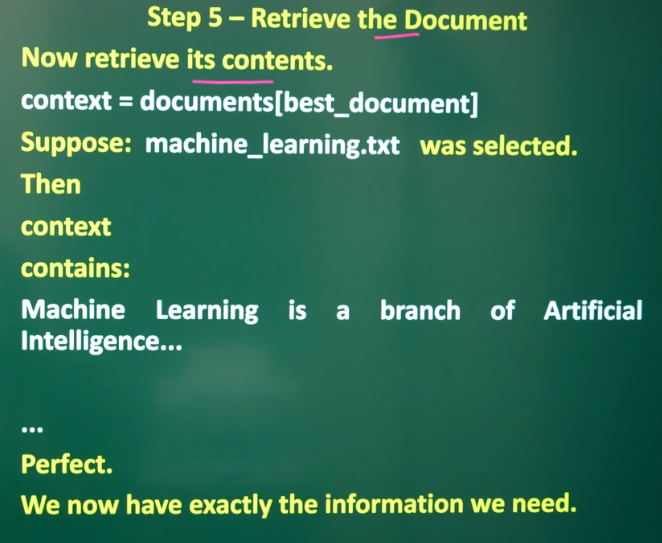 Step 5 – Retrieve the Document
Now retrieve its contents.
context = documents[best_document]
Suppose: machine_learning.txt was selected.
Then
context
contains:
Machine Learning is a branch of Artificial
Intelligence...
...
Perfect.
We now have exactly the information we need.